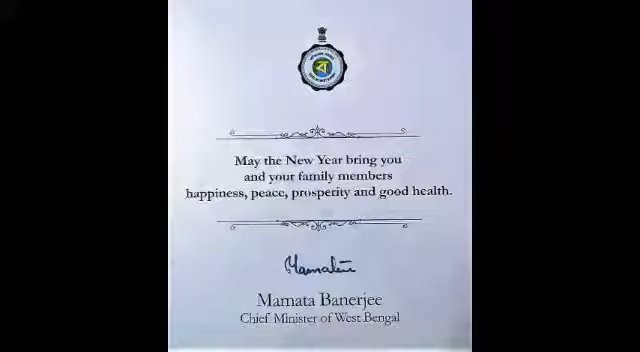 ব
May the New Year bring you
and your family members
happiness, peace, prosperity and good health.
Mamata
Mamata Banerjee
Chief Minister of West Bengal